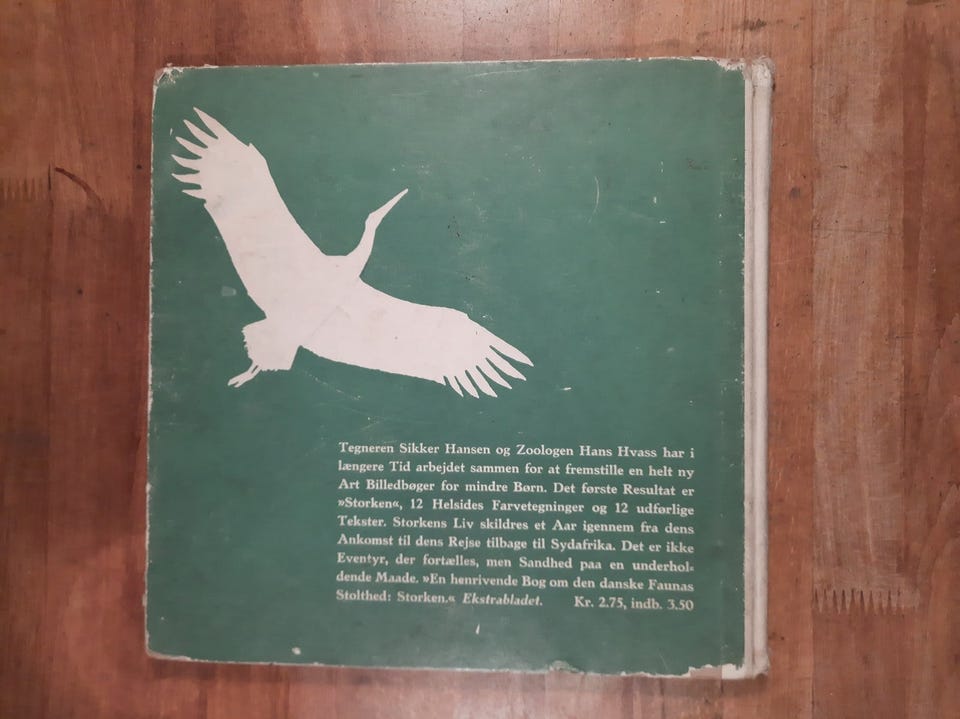 Tegneren Sikker Hansen og Zoologen Hans Hvass har i
længere Tid arbejdet sammen for at fremstille en helt ny
Art Billedbøger for mindre Børn. Det første Resultat er
»Storken«, 12 Helsides Farvetegninger og 12 udførlige
Tekster. Storkens Liv skildres et Aar igennem fra dens
Ankomst til dens Rejse tilbage til Sydafrika. Det er ikke
Eventyr, der fortælles, men Sandhed paa en underhol-
dende Maade. »En henrivende Bog om den danske Faunas
Stolthed: Storken.« Ekstrabladet. Kr. 2.75, indb. 3.50